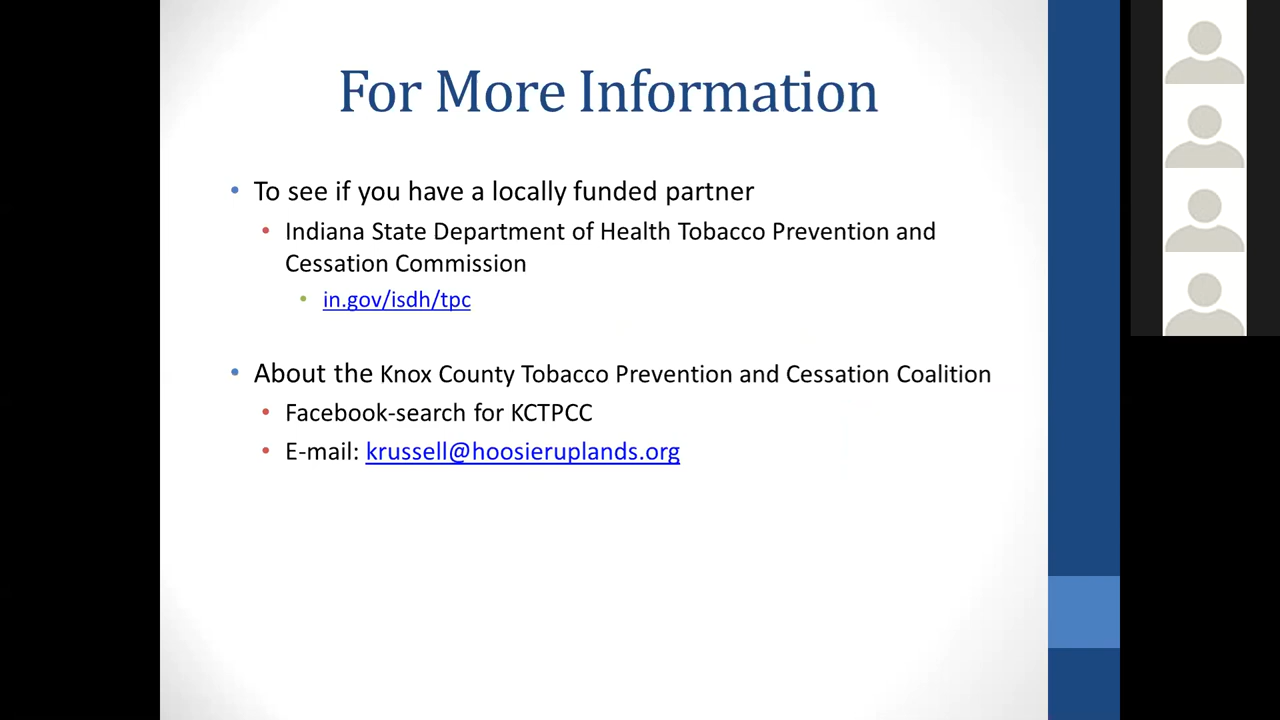 For More Information
• To see if you have a locally funded partner
• Indiana State Department of Health Tobacco Prevention and
Cessation Commission
• in.gov/isdh/tpc
• About the Knox County Tobacco Prevention and Cessation Coalition
• Facebook-search for KCTPCC
• E-mail: krussell@hoosieruplands.org